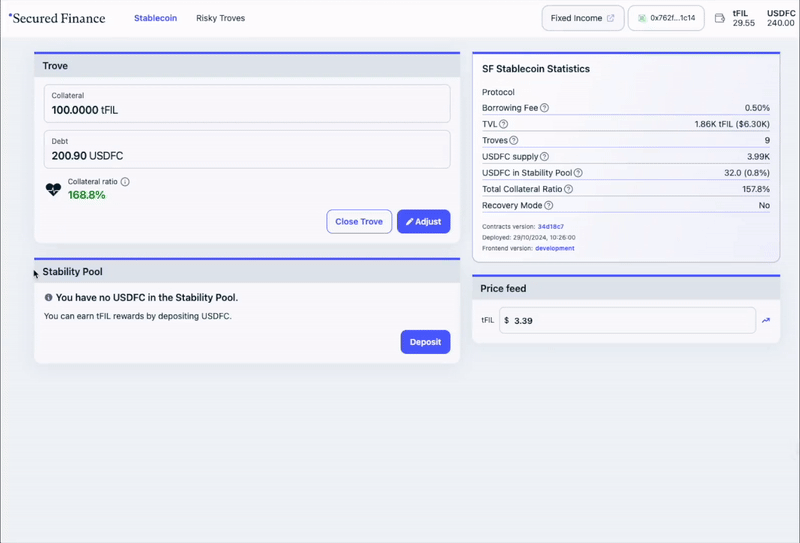 Secured Finance
Stablecoin
Risky Troves
Fixed Income
0x762f...1c14
tFIL
29.55
USDFC
240.00
Trove
Collateral
100.0000 tFIL
Debt
200.90 USDFC
Collateral ratio
168.8%
Close Trove
Adjust
Stability Pool
You have no USDFC in the Stability Pool.
You can earn tFIL rewards by depositing USDFC.
Deposit
SF Stablecoin Statistics
Protocol
Borrowing Fee 0.50%
TVL 1.86K tFIL ($6.30K)
Troves 9
USDFC supply 3.99K
USDFC in Stability Pool 32.0 (0.8%)
Total Collateral Ratio 157.8%
Recovery Mode No
Contracts version: 34d18c7
Deployed: 29/10/2024, 10:26:00
Frontend version: development
Price feed
tFIL $ 3.39